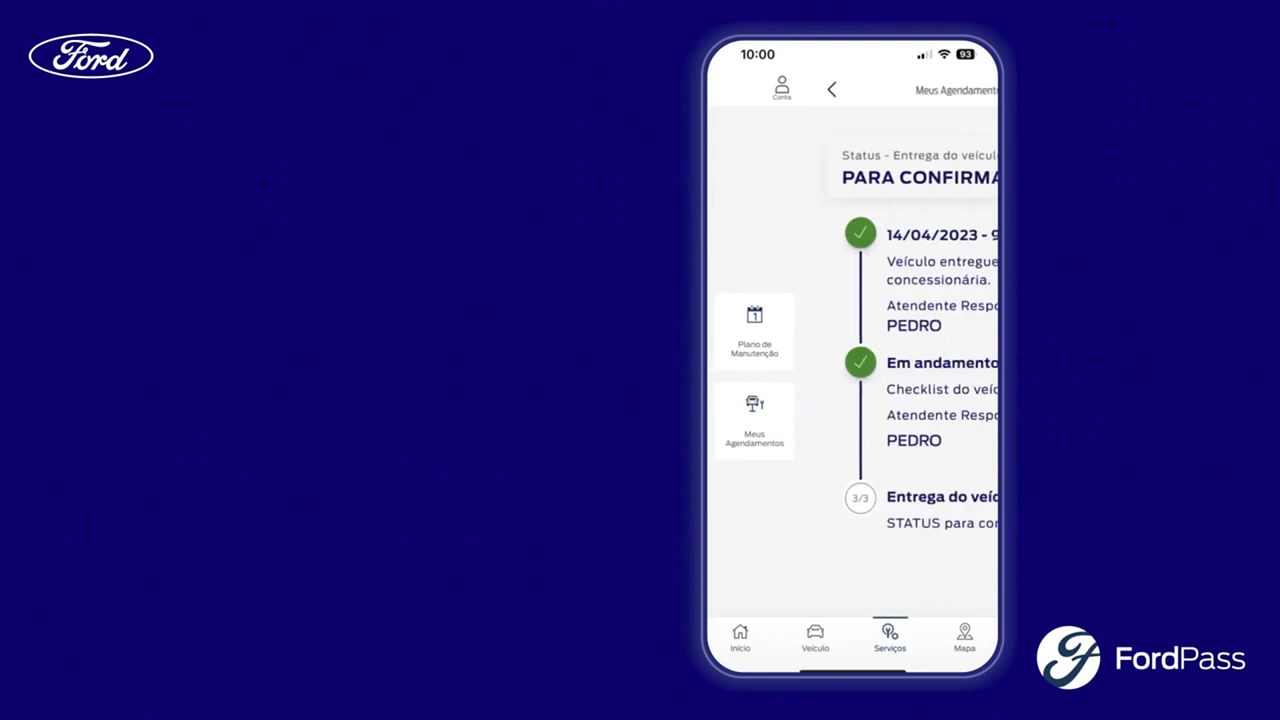 Ford
10:00
93
Conta
Meus Agendament
Status - Entrega do veícul
PARA CONFIRMA
14/04/2023 - 9
Veículo entregue
concessionária.
Atendente Respo
PEDRO
1
Plano de
Manutenção
Em andamento
Checklist do veíc
Atendente Respo
PEDRO
Meus
Agendamentos
3/3
Entrega do veíc
STATUS para con
Início
Veículo
Serviços
Mapa
FordPass